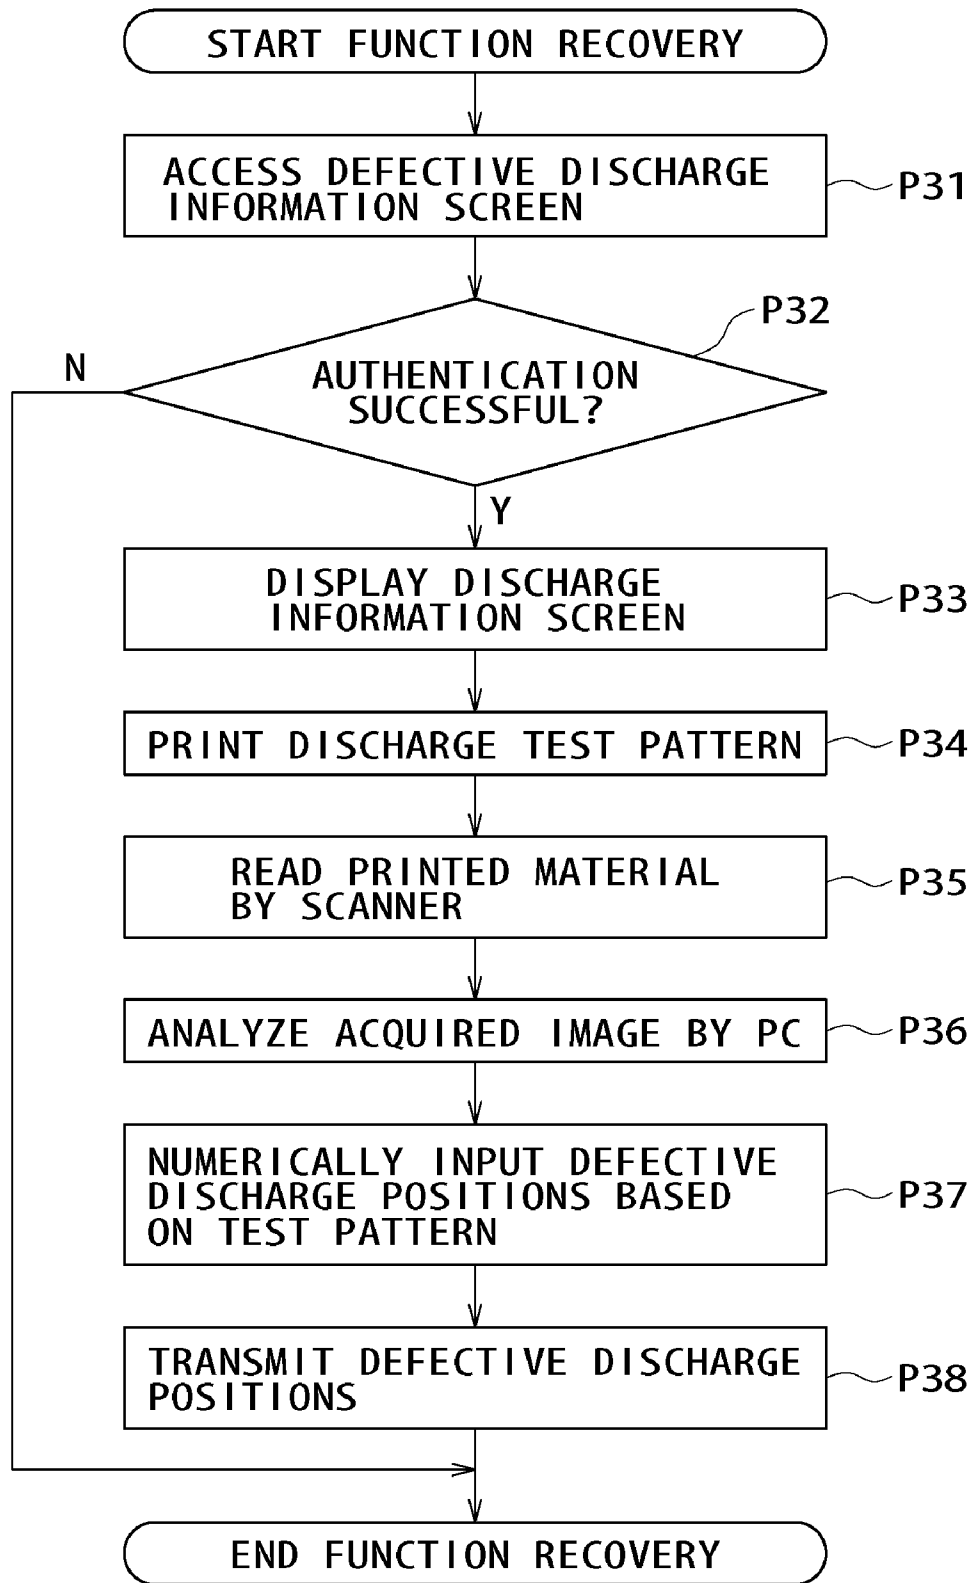 START FUNCTION RECOVERY
ACCESS DEFECTIVE DISCHARGE
INFORMATION SCREEN
P31
P32
N
AUTHENTICATION
SUCCESSFUL?
Y
DISPLAY DISCHARGE
INFORMATION SCREEN
P33
PRINT DISCHARGE TEST PATTERN
P34
READ PRINTED MATERIAL
BY SCANNER
P35
ANALYZE ACQUIRED IMAGE BY PC
P36
NUMERICALLY INPUT DEFECTIVE
DISCHARGE POSITIONS BASED
ON TEST PATTERN
P37
TRANSMIT DEFECTIVE DISCHARGE
POSITIONS
P38
END FUNCTION RECOVERY